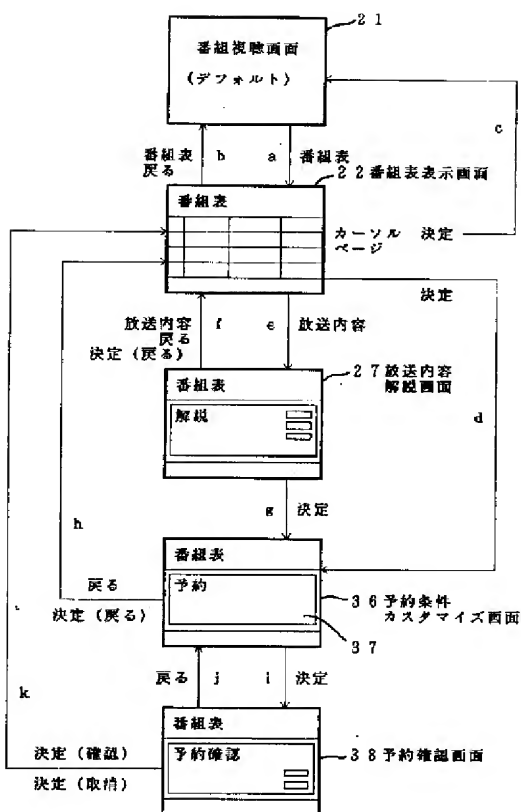 21
番組視聴画面
(デフォルト)
c
番組表
戻る
b
a
番組表
22番組表表示画面
番組表
カーソル
ページ
決定
決定
放送内容
戻る
決定(戻る)
f
e
放送内容
27放送内容
解説画面
番組表
解説
d
g
決定
h
番組表
予約
戻る
決定(戻る)
36予約条件
カスタマイズ画面
37
k
戻る
j
i
決定
番組表
予約確認
決定(確認)
決定(取消)
38予約確認画面